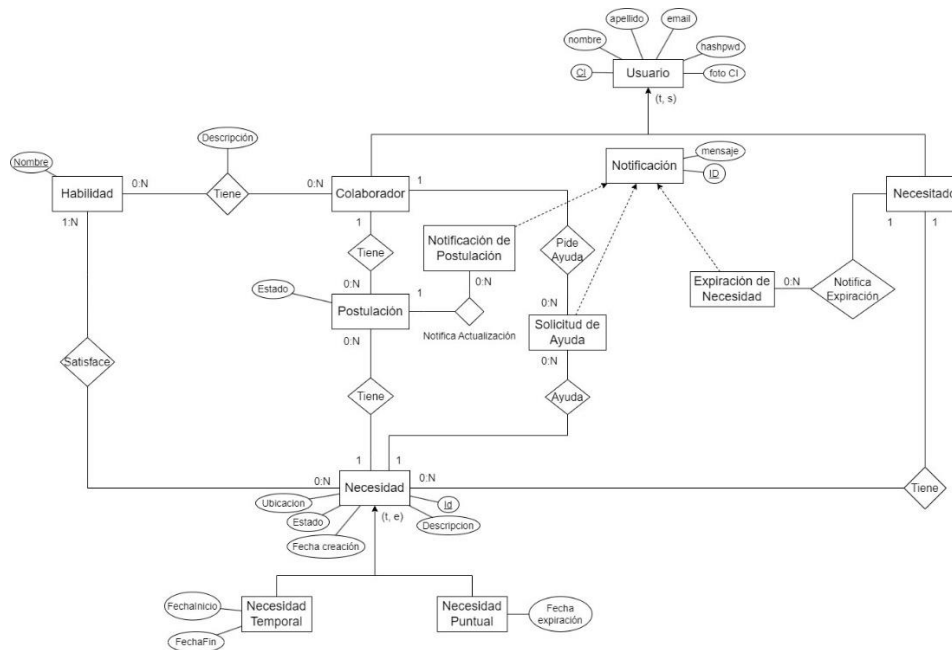 apellido
email
nombre
hashpwd
CI
Usuario
foto CI
(t, s)
Descripción
Nombre
Notificación
mensaje
ID
Habilidad
0:N
Tiene
0:N
Colaborador
1
Necesitado
1:N
1
1
1
Tiene
Notificación de
Postulación
Pide
Ayuda
Expiración de
Necesidad
0:N
Notifica
Expiración
Estado
0:N
1
0:N
0:N
Postulación
Notifica Actualización
Solicitud de
Ayuda
0:N
0:N
Satisface
Tiene
Ayuda
1
1
0:N
Necesidad
0:N
Tiene
Ubicacion
Id
Estado
(t, e)
Descripcion
Fecha creación
FechaInicio
Necesidad
Temporal
Necesidad
Puntual
Fecha
expiración
FechaFin